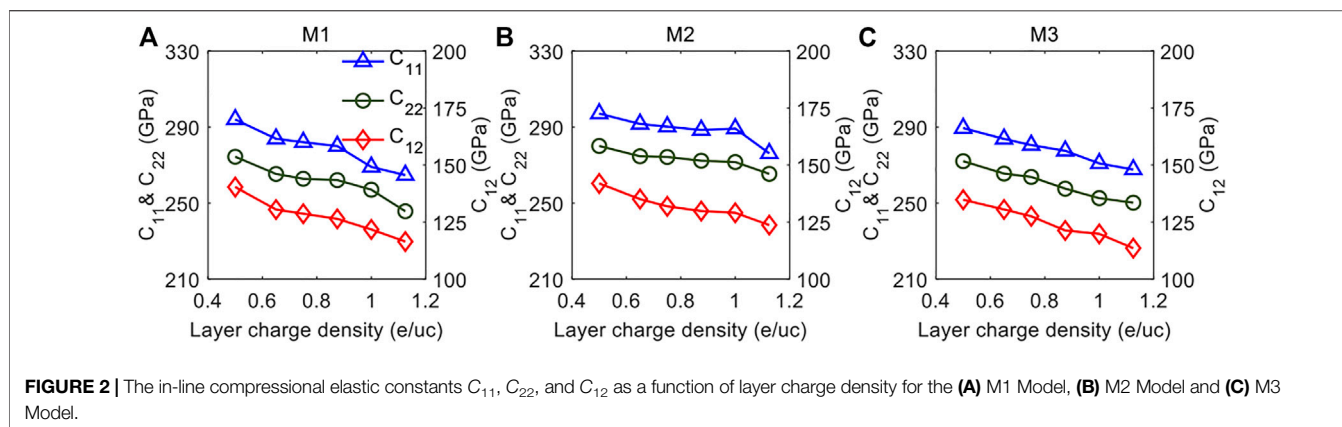 A M1
330
290
250
210
200
175
150
125
100
C11
C22
C12
C11 & C22 (GPa)
C12 (GPa)
0.4 0.6 0.8 1 1.2
Layer charge density (e/uc)
B M2
330
290
250
210
200
175
150
125
100
C11 & C22 (GPa)
C12 (GPa)
0.4 0.6 0.8 1 1.2
Layer charge density (e/uc)
C M3
330
290
250
210
200
175
150
125
100
C11 & C22 (GPa)
C12 (GPa)
0.4 0.6 0.8 1 1.2
Layer charge density (e/uc)
FIGURE 2 | The in-line compressional elastic constants C11, C22, and C12 as a function of layer charge density for the (A) M1 Model, (B) M2 Model and (C) M3
Model.